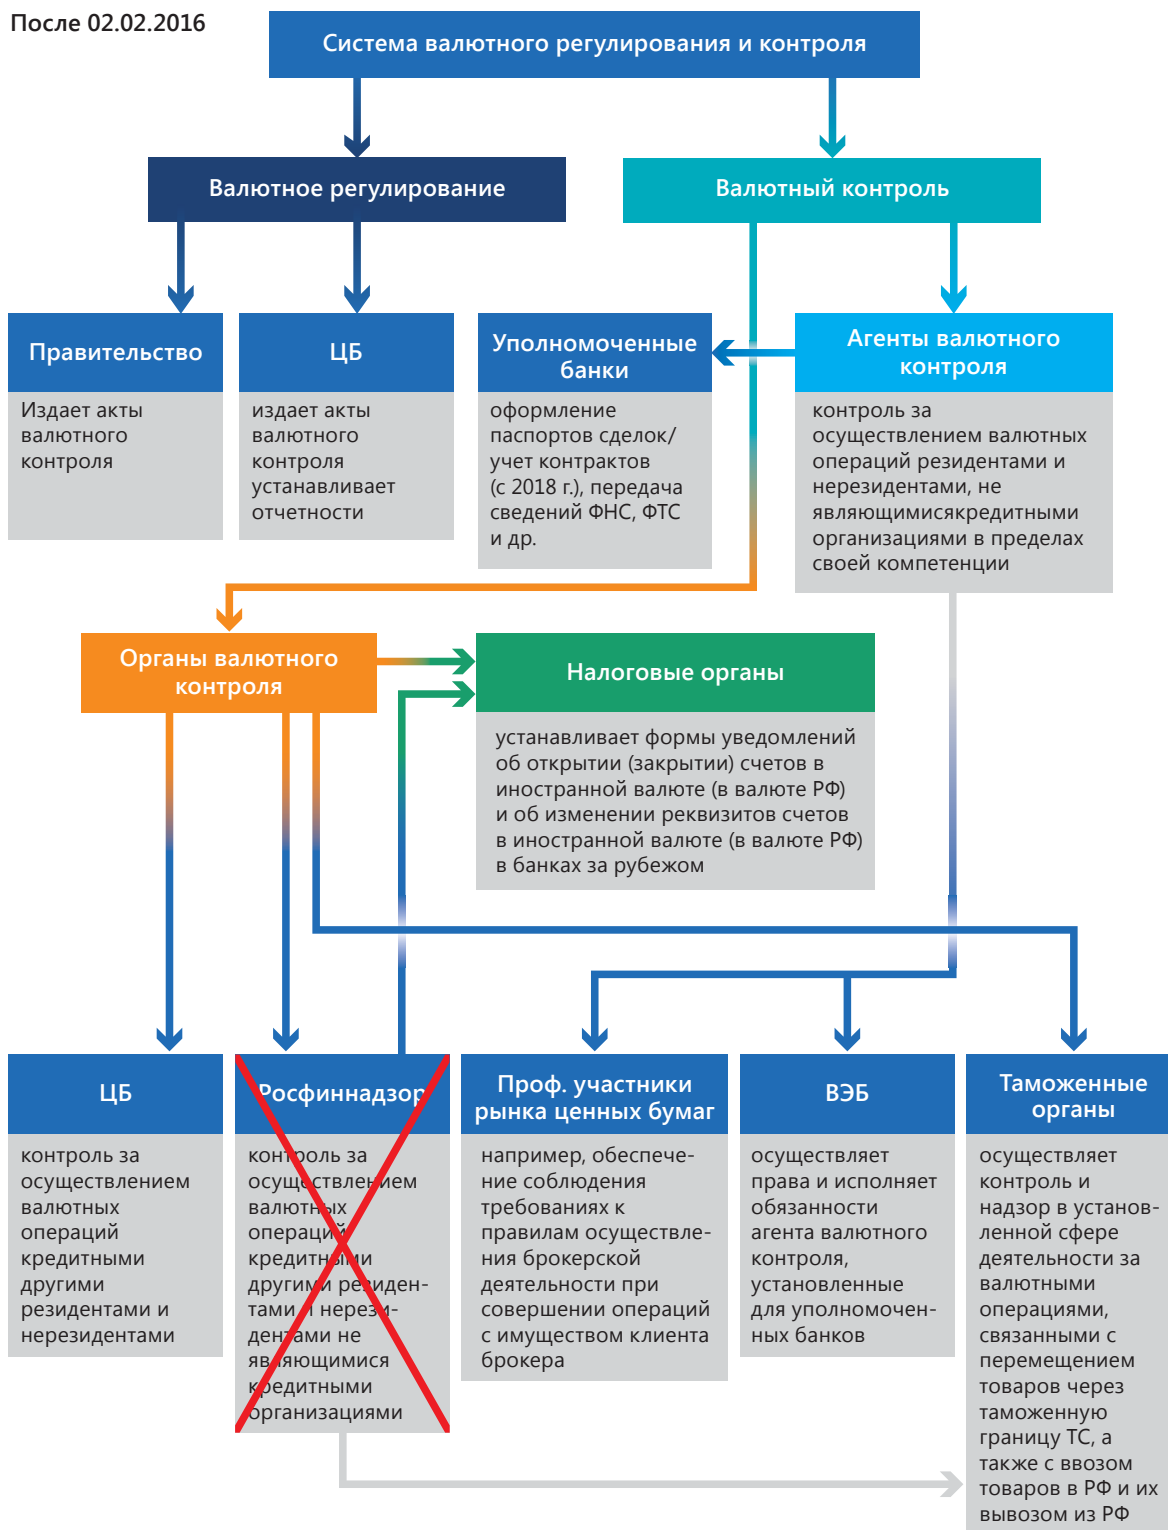 После 02.02.2016
Система валютного регулирования и контроля
Валютное регулирование
Валютный контроль
Правительство
Издает акты
валютного
контроля
ЦБ
издает акты
валютного
контроля
устанавливает
отчетности
Уполномоченные
банки
оформление
паспортов сделок/
учет контрактов
(с 2018 г.), передача
сведений ФНС, ФТС
и др.
Агенты валютного
контроля
контроль за
осуществлением валютных
операций резидентами и
нерезидентами, не
являющимисякредитными
организациями в пределах
своей компетенции
Органы валютного
контроля
Налоговые органы
устанавливает формы уведомлений
об открытии (закрытии) счетов в
иностранной валюте (в валюте РФ)
и об изменении реквизитов счетов
в иностранной валюте (в валюте РФ)
в банках за рубежом
ЦБ
контроль за
осуществлением
валютных
операций
кредитными
другими
резидентами и
нерезидентами
Росфиннадзор
контроль за
осуществлением
валютных
операций
кредитными
другими резиден-
тами и нерези-
дентами не
являющимися
кредитными
организациями
Проф. участники
рынка ценных бумаг
например, обеспече-
ние соблюдения
требованиях к
правилам осуществле-
ния брокерской
деятельности при
совершении операций
с имуществом клиента
брокера
ВЭБ
осуществляет
права и исполняет
обязанности
агента валютного
контроля,
установленные
для уполномочен-
ных банков
Таможенные
органы
осуществляет
контроль и
надзор в установ-
ленной сфере
деятельности за
валютными
операциями,
связанными с
перемещением
товаров через
таможенную
границу ТС, а
также с ввозом
товаров в РФ и их
вывозом из РФ